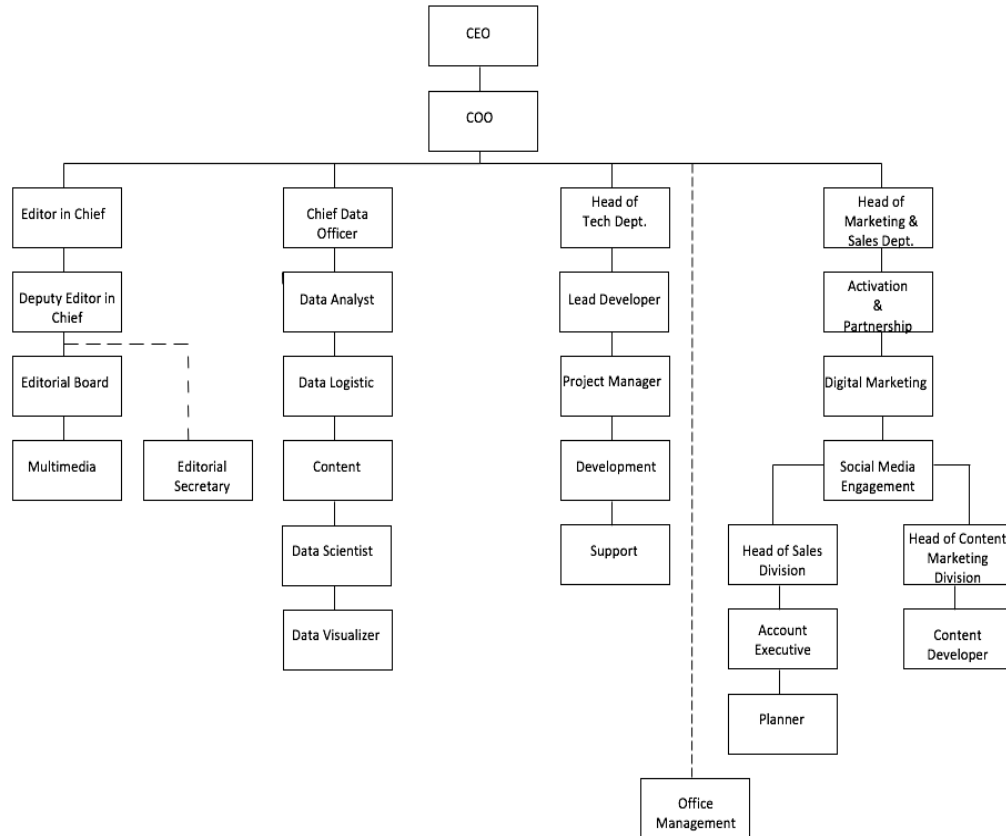 CEO
COO
Editor in Chief
Chief Data
Officer
Head of
Tech Dept.
Head of
Marketing &
Sales Dept.
Deputy Editor in
Chief
Data Analyst
Lead Developer
Activation
&
Partnership
Editorial Board
Data Logistic
Project Manager
Digital Marketing
Multimedia
Editorial
Secretary
Content
Development
Social Media
Engagement
Data Scientist
Support
Head of Sales
Division
Head of Content
Marketing
Division
Data Visualizer
Account
Executive
Content
Developer
Planner
Office
Management